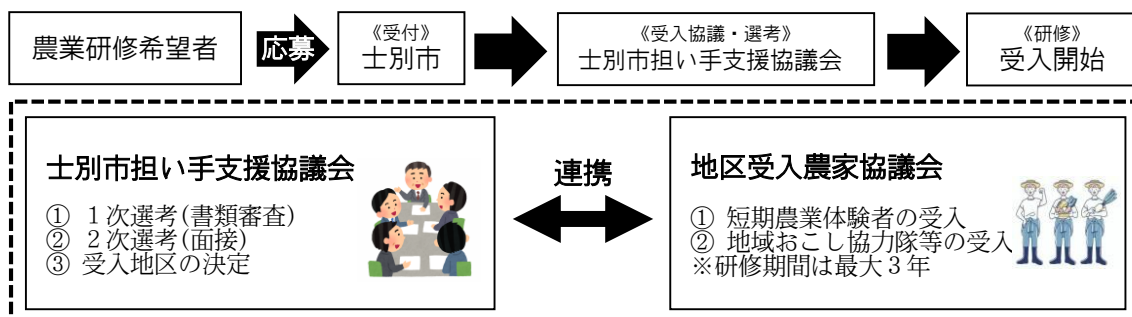 農業研修希望者
応募
《受付》
士別市
《受入協議・選考》
士別市担い手支援協議会
《研修》
受入開始
士別市担い手支援協議会
① １次選考(書類審査)
② ２次選考(面接)
③ 受入地区の決定
連携
地区受入農家協議会
① 短期農業体験者の受入
② 地域おこし協力隊等の受入
※研修期間は最大３年